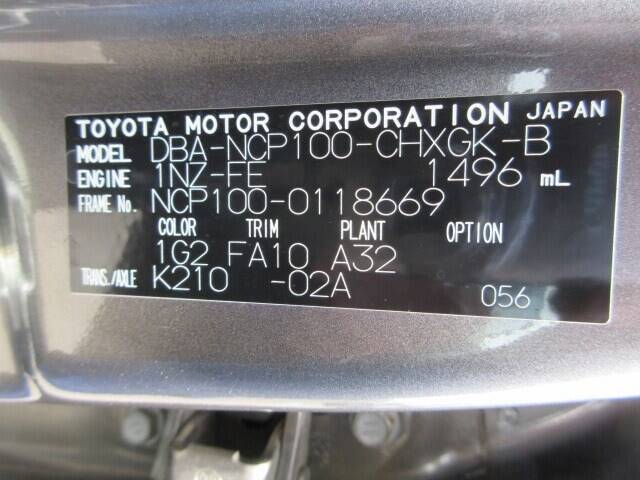 TOYOTA MOTOR CORPORATION JAPAN
MODEL DBA-NCP100-CHXGK-B
ENGINE 1NZ-FE 1496 mL
FRAME No. NCP100-0118669
COLOR TRIM PLANT OPTION
1G2 FA10 A32
TRANS./AXLE K210 -02A 056